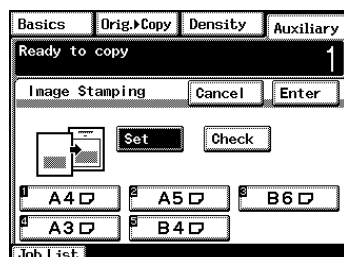 Basics Orig.▸Copy Density Auxiliary
Ready to copy 1
Image Stamping Cancel Enter
Set Check
1 A4 2 A5 3 B6
4 A3 5 B4
Job List